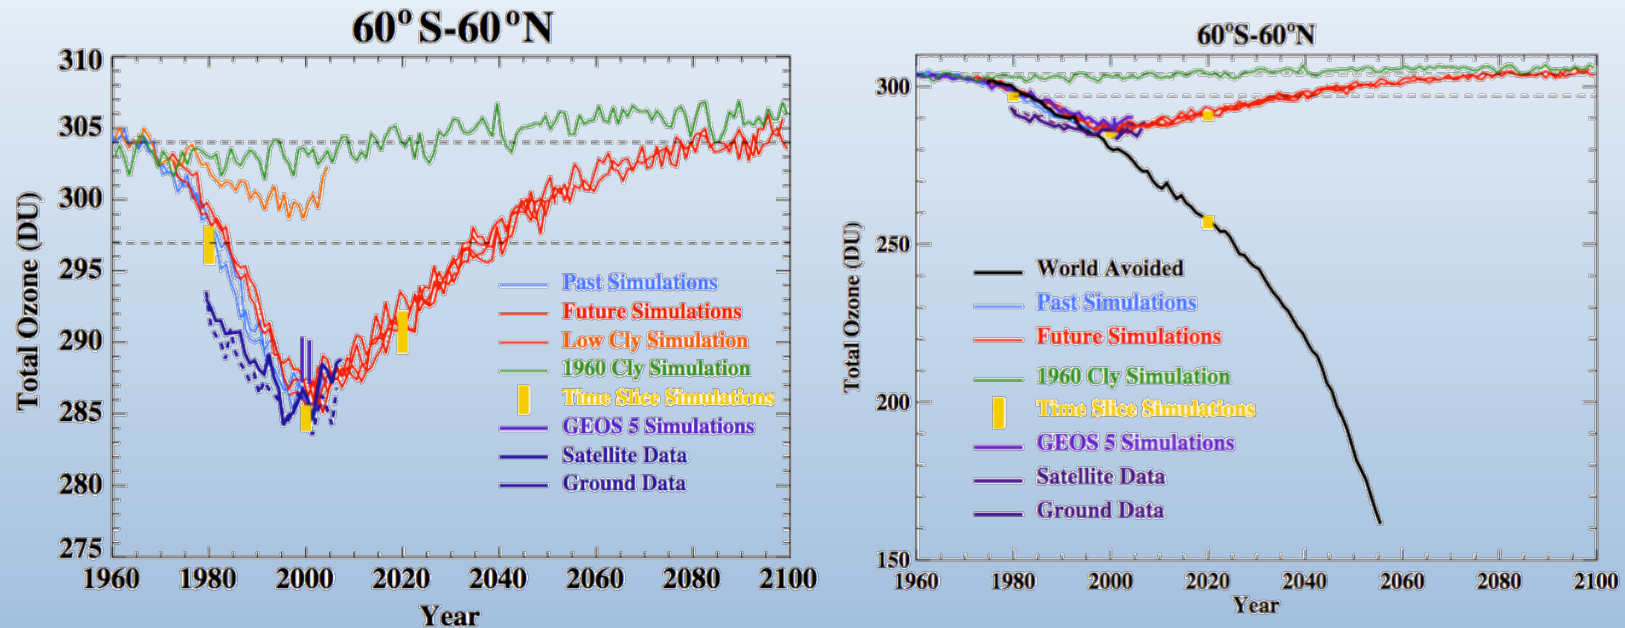 60°S-60°N
310
305
300
295
290
285
280
275
Total Ozone (DU)
Past Simulations
Future Simulations
Low Cly Simulation
1960 Cly Simulation
Time Slice Simulations
GEOS 5 Simulations
Satellite Data
Ground Data
1960 1980 2000 2020 2040 2060 2080 2100
Year
60°S-60°N
300
250
200
150
Total Ozone (DU)
World Avoided
Past Simulations
Future Simulations
1960 Cly Simulation
Time Slice Simulations
GEOS 5 Simulations
Satellite Data
Ground Data
1960 1980 2000 2020 2040 2060 2080 2100
Year